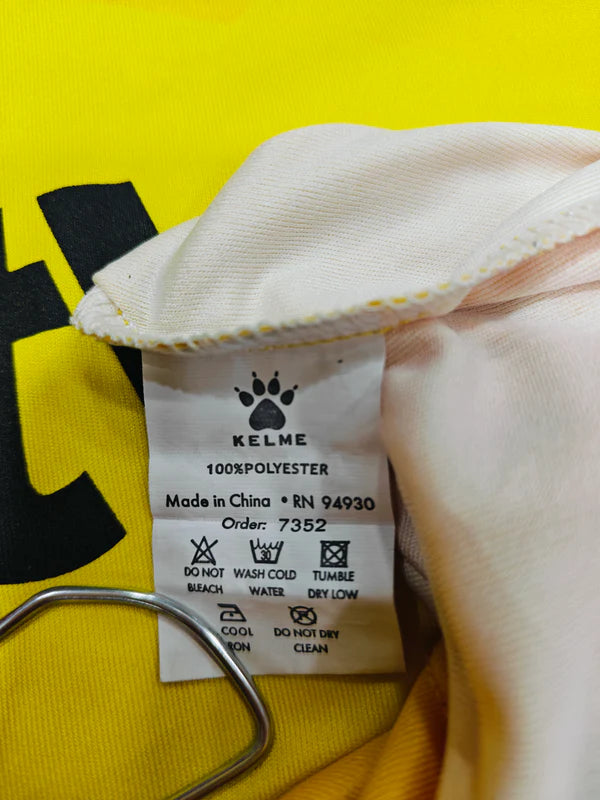 KELME
100%POLYESTER
Made in China • RN 94930
Order: 7352
30
DO NOT BLEACH
WASH COLD WATER
TUMBLE DRY LOW
COOL
DO NOT DRY CLEAN